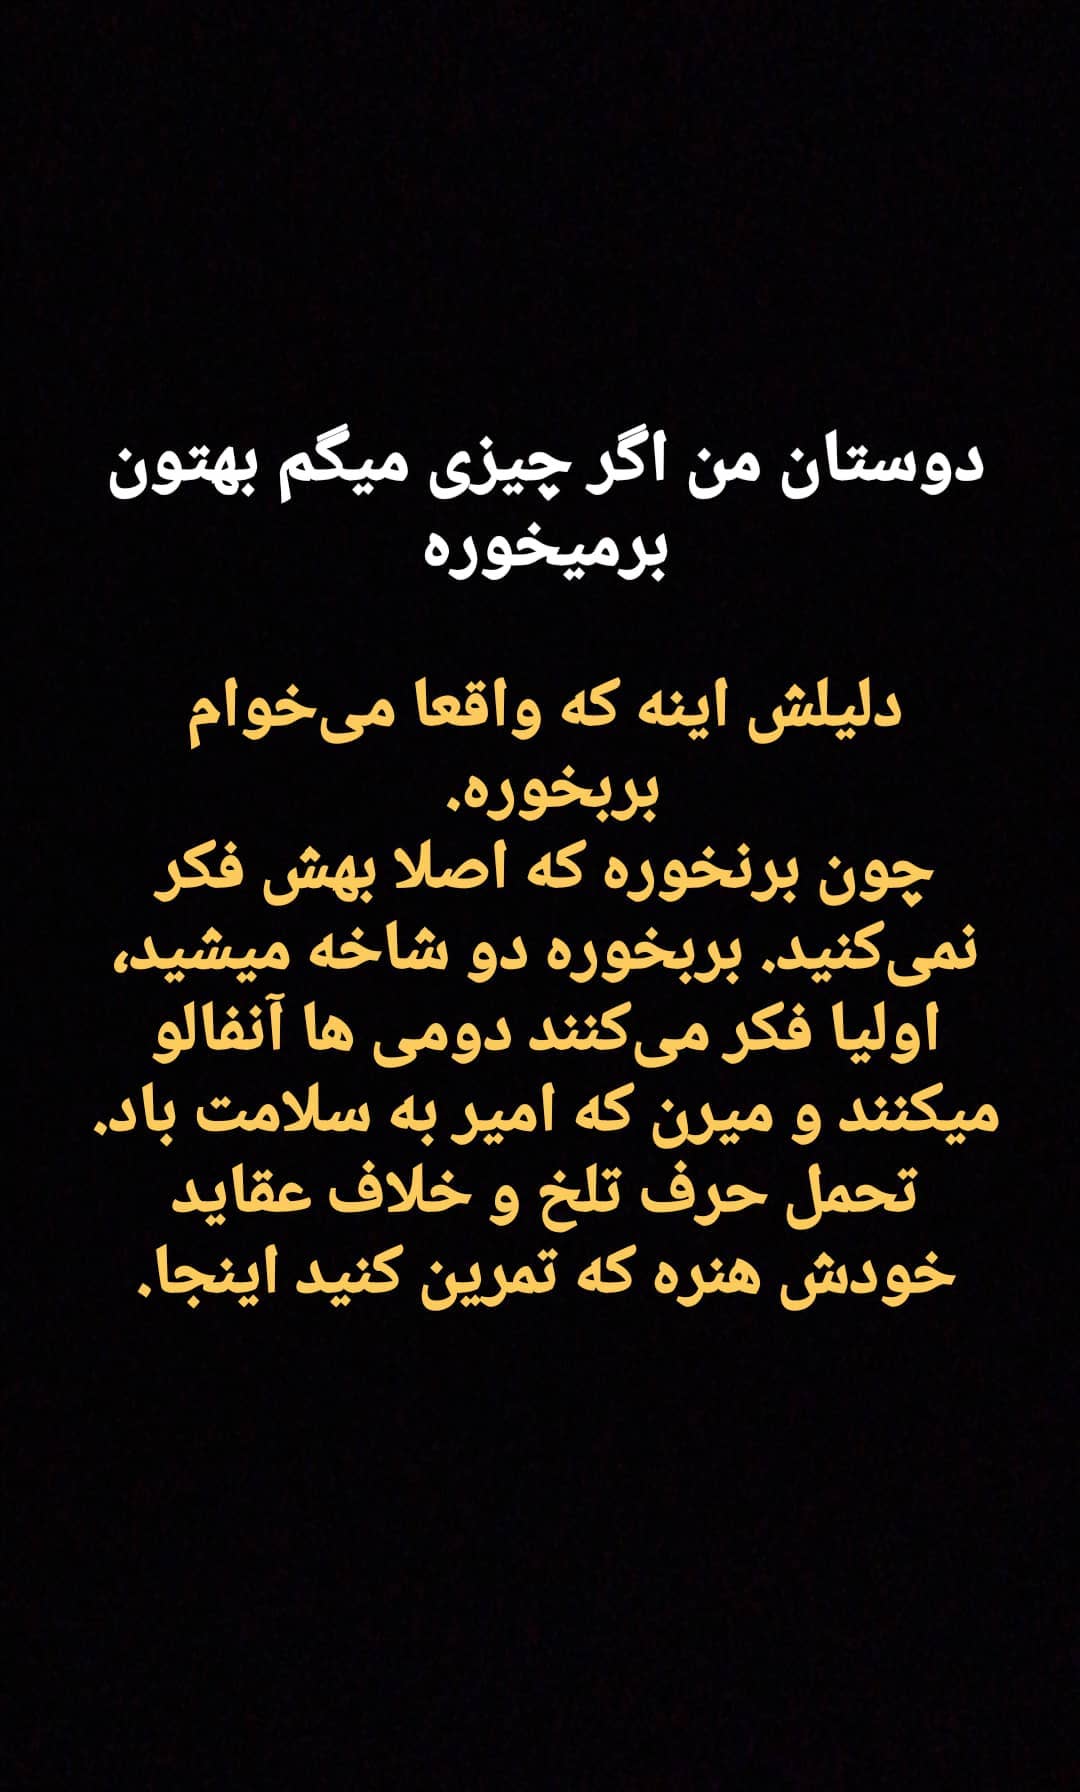 دوستان من اگر چیزی میگم بهتون
برمیخوره
دلیلش اینه که واقعا می‌خوام
بربخوره.
چون برنخوره که اصلا بهش فکر
نمی‌کنید. بربخوره دو شاخه میشید،
اولیا فکر می‌کنند دومی ها آنفالو
میکنند و میرن که امیر به سلامت باد.
تحمل حرف تلخ و خلاف عقاید
خودش هنره که تمرین کنید اینجا.